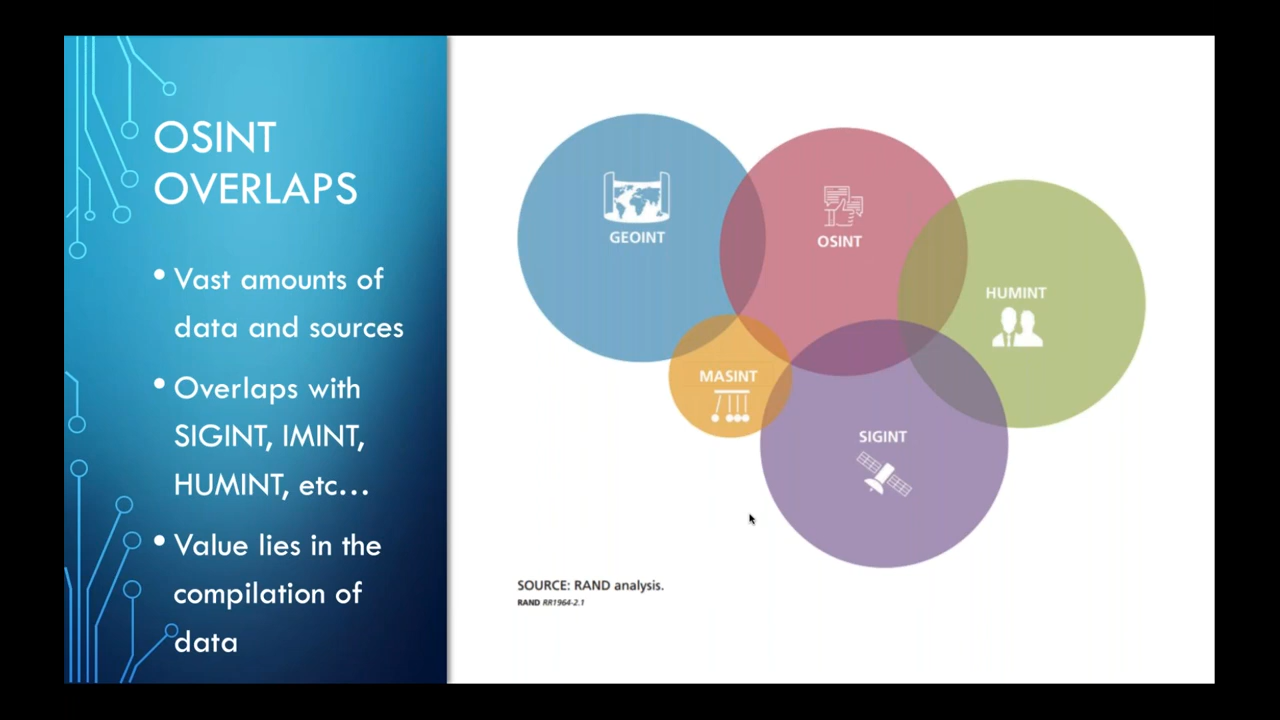 OSINT
OVERLAPS
• Vast amounts of
data and sources
• Overlaps with
SIGINT, IMINT,
HUMINT, etc…
• Value lies in the
compilation of
data
GEOINT
OSINT
HUMINT
MASINT
SIGINT
SOURCE: RAND analysis.
RAND RR1964-2.1